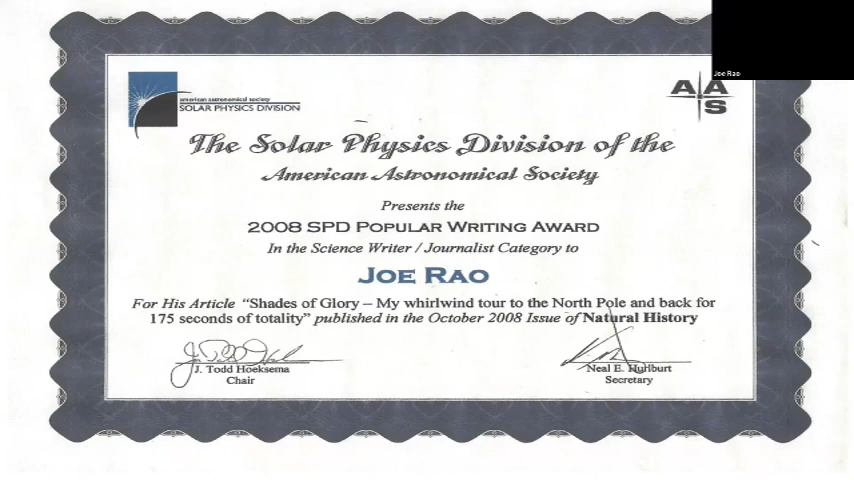 Joe Rao
american astronomical society
SOLAR PHYSICS DIVISION
AAS
The Solar Physics Division of the
American Astronomical Society
Presents the
2008 SPD POPULAR WRITING AWARD
In the Science Writer / Journalist Category to
JOE RAO
For His Article "Shades of Glory – My whirlwind tour to the North Pole and back for
175 seconds of totality" published in the October 2008 Issue of Natural History
J. Todd Hoeksema
Chair
Neal E. Hurlburt
Secretary